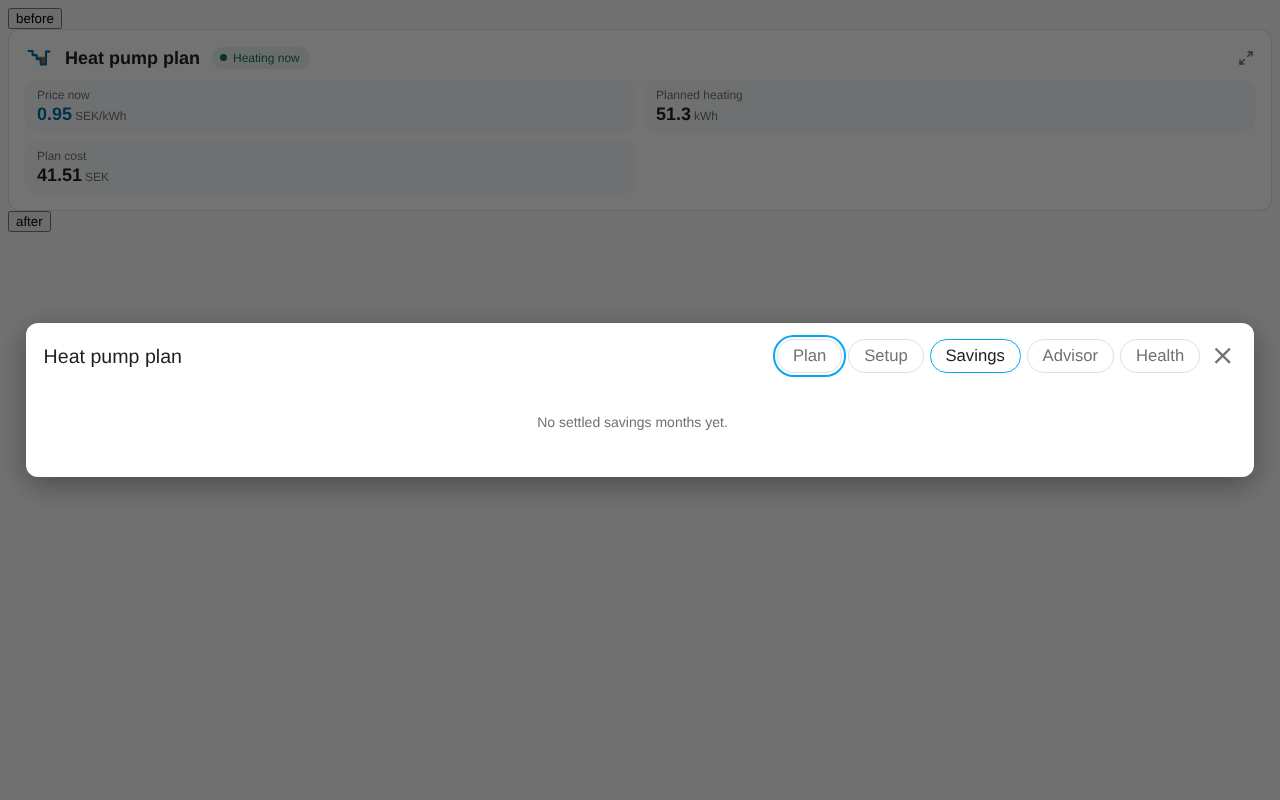 before
Heat pump plan
Heating now
Price now
0.95 SEK/kWh
Planned heating
51.3 kWh
Plan cost
41.51 SEK
after
Heat pump plan
Plan
Setup
Savings
Advisor
Health
No settled savings months yet.